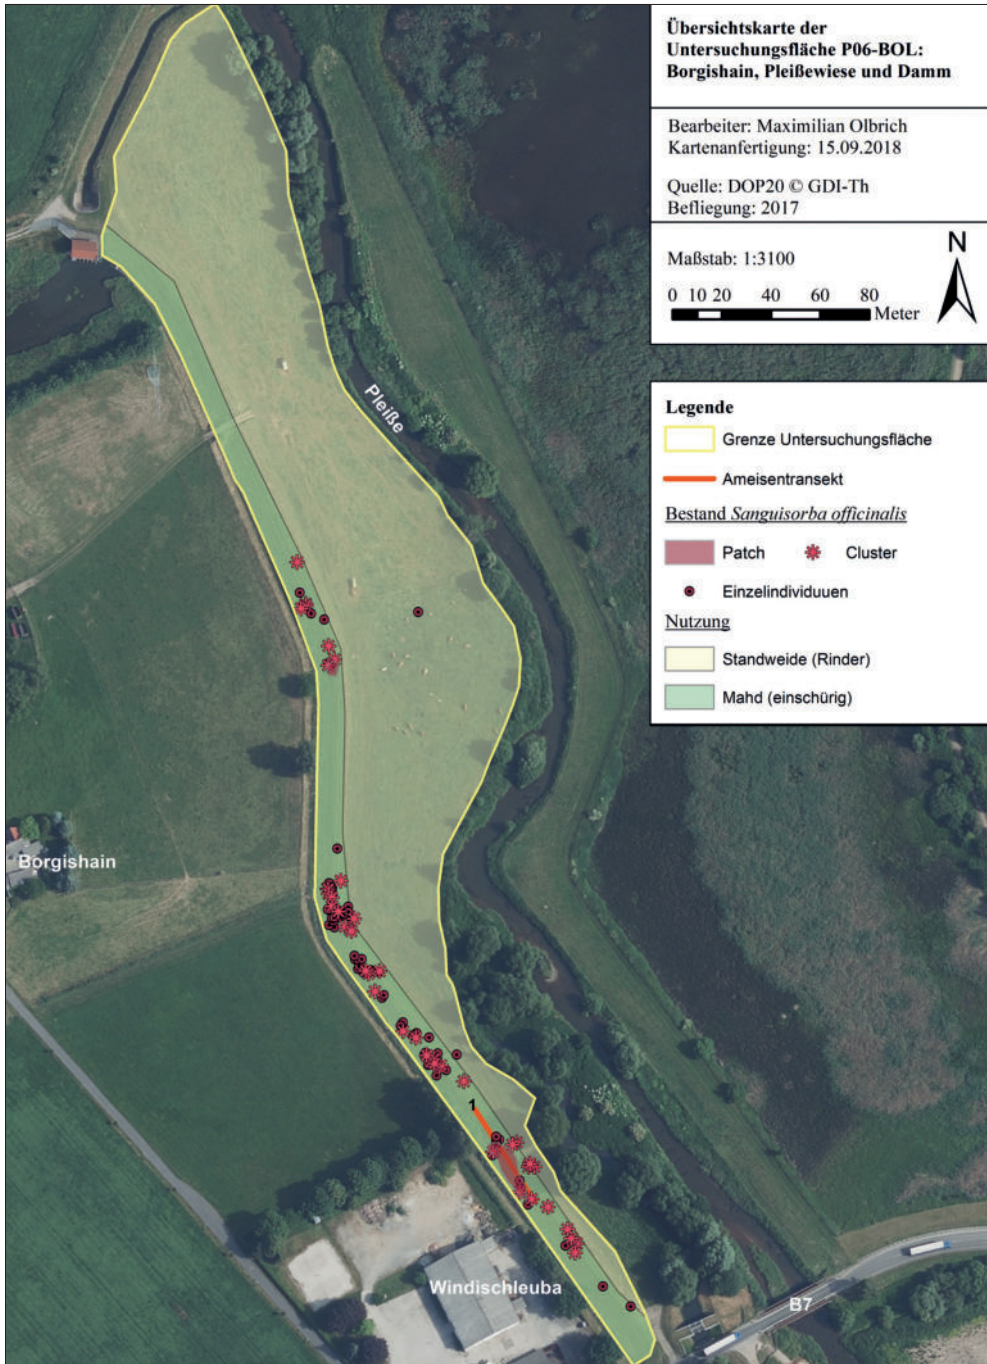 Übersichtskarte der
Untersuchungsfläche P06-BOL:
Borgishain, Pleißewiese und Damm
Bearbeiter: Maximilian Olbrich
Kartenanfertigung: 15.09.2018
Quelle: DOP20 © GDI-Th
Befliegung: 2017
Maßstab: 1:3100
N
0 10 20 40 60 80
Meter
Legende
Grenze Untersuchungsfläche
Ameisentransekt
Bestand Sanguisorba officinalis
Patch Cluster
Einzelindividuuen
Nutzung
Standweide (Rinder)
Mahd (einschürig)
Pleiße
Borgishain
1
Windischleuba
B7